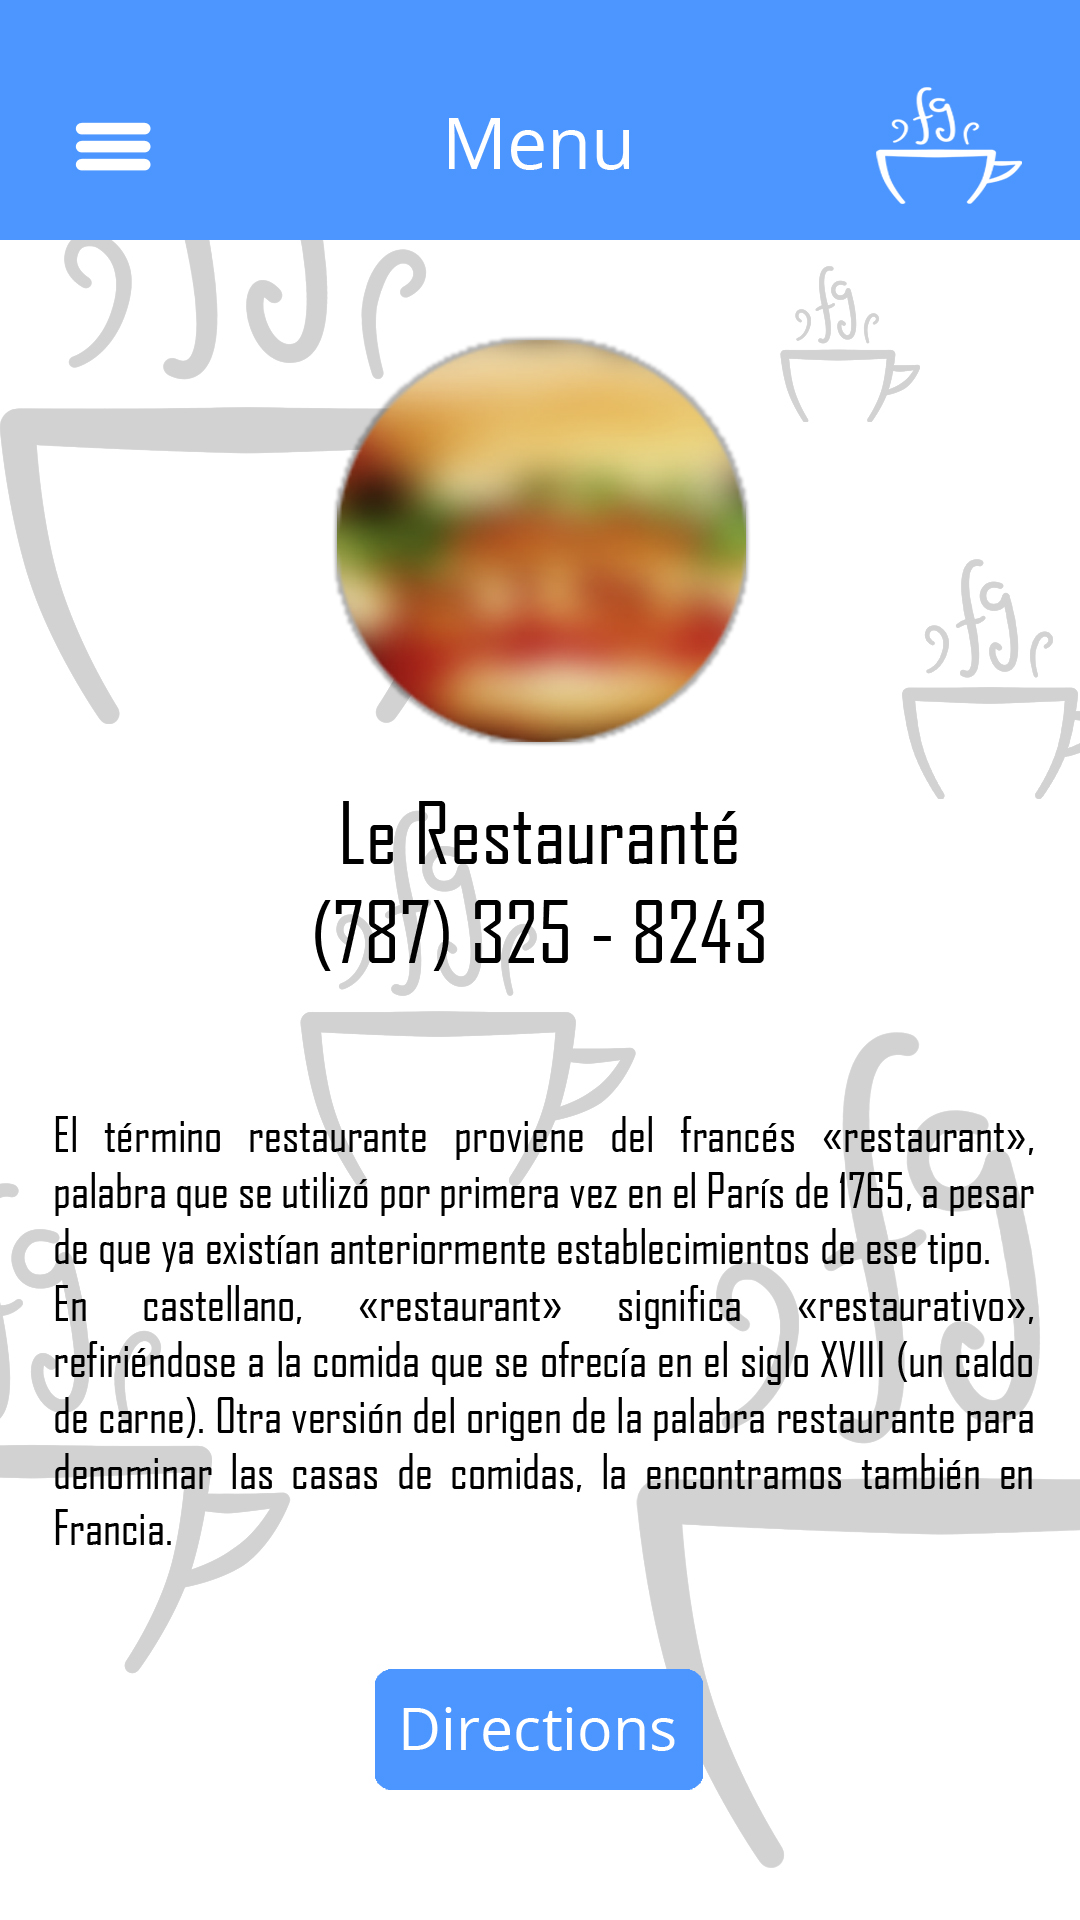 fg
Menu
Le Restauranté
(787) 325 - 8243
El término restaurante proviene del francés «restaurant»,
palabra que se utilizó por primera vez en el París de 1765, a pesar
de que ya existían anteriormente establecimientos de ese tipo.
En castellano, «restaurant» significa «restaurativo»,
refiriéndose a la comida que se ofrecía en el siglo XVIII (un caldo
de carne). Otra versión del origen de la palabra restaurante para
denominar las casas de comidas, la encontramos también en
Francia.
Directions